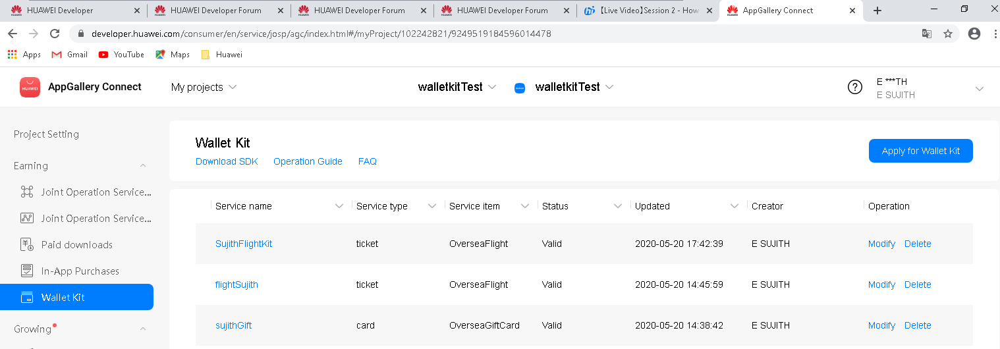 HUAWEI Developer
HUAWEI Developer Forum
HUAWEI Developer Forum
HUAWEI Developer Forum
【Live Video】Session 2 - How
AppGallery Connect
developer.huawei.com/consumer/en/service/josp/agc/index.html#/myProject/102242821/9249519184596014478
Apps Gmail YouTube Maps Huawei
HUAWEI
AppGallery Connect My projects walletkitTest walletkitTest
E ***TH
E SUJITH
Project Setting
Earning
Joint Operation Service...
Joint Operation Service...
Paid downloads
In-App Purchases
Wallet Kit
Growing
Wallet Kit
Download SDK Operation Guide FAQ
Apply for Wallet Kit
Service name Service type Service item Status Updated Creator Operation
SujithFlightKit ticket OverseaFlight Valid 2020-05-20 17:42:39 E SUJITH Modify Delete
flightSujith ticket OverseaFlight Valid 2020-05-20 14:45:59 E SUJITH Modify Delete
sujithGift card OverseaGiftCard Valid 2020-05-20 14:38:42 E SUJITH Modify Delete